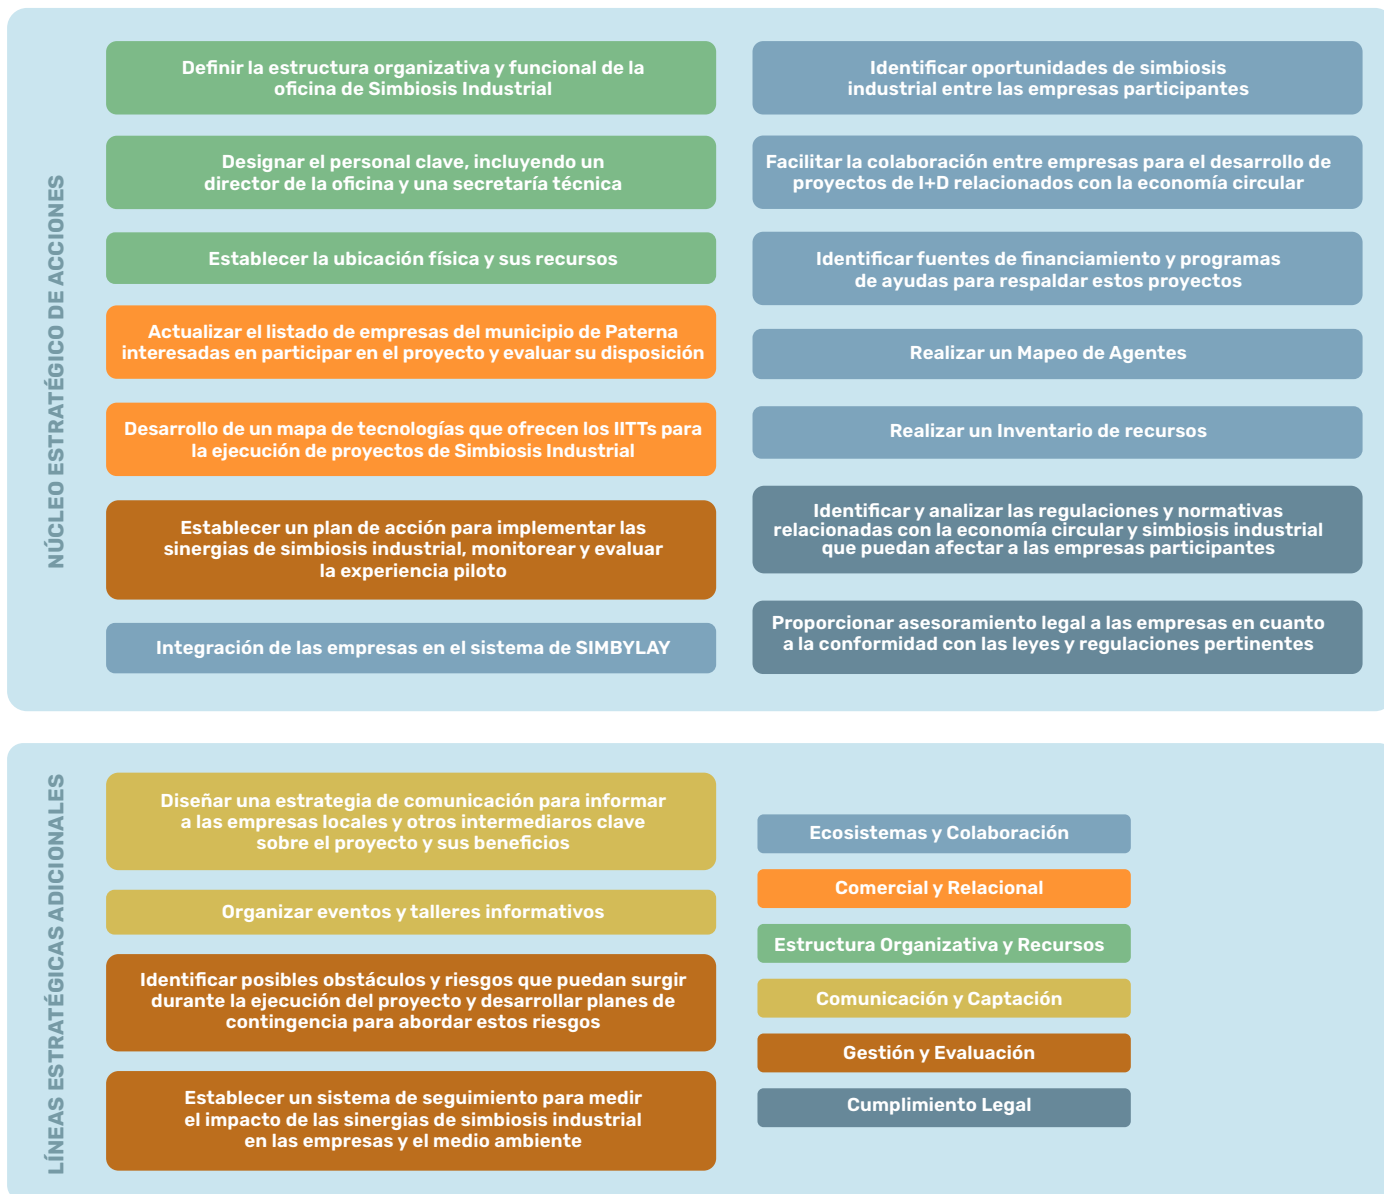 NÚCLEO ESTRATÉGICO DE ACCIONES
Definir la estructura organizativa y funcional de la
oficina de Simbiosis Industrial
Designar el personal clave, incluyendo un
director de la oficina y una secretaría técnica
Establecer la ubicación física y sus recursos
Actualizar el listado de empresas del municipio de Paterna
interesadas en participar en el proyecto y evaluar su disposición
Desarrollo de un mapa de tecnologías que ofrecen los IITTs para
la ejecución de proyectos de Simbiosis Industrial
Establecer un plan de acción para implementar las
sinergias de simbiosis industrial, monitorear y evaluar
la experiencia piloto
Integración de las empresas en el sistema de SIMBYLAY
Identificar oportunidades de simbiosis
industrial entre las empresas participantes
Facilitar la colaboración entre empresas para el desarrollo de
proyectos de I+D relacionados con la economía circular
Identificar fuentes de financiamiento y programas
de ayudas para respaldar estos proyectos
Realizar un Mapeo de Agentes
Realizar un Inventario de recursos
Identificar y analizar las regulaciones y normativas
relacionadas con la economía circular y simbiosis industrial
que puedan afectar a las empresas participantes
Proporcionar asesoramiento legal a las empresas en cuanto
a la conformidad con las leyes y regulaciones pertinentes
LÍNEAS ESTRATÉGICAS ADICIONALES
Diseñar una estrategia de comunicación para informar
a las empresas locales y otros intermediaros clave
sobre el proyecto y sus beneficios
Organizar eventos y talleres informativos
Identificar posibles obstáculos y riesgos que puedan surgir
durante la ejecución del proyecto y desarrollar planes de
contingencia para abordar estos riesgos
Establecer un sistema de seguimiento para medir
el impacto de las sinergias de simbiosis industrial
en las empresas y el medio ambiente
Ecosistemas y Colaboración
Comercial y Relacional
Estructura Organizativa y Recursos
Comunicación y Captación
Gestión y Evaluación
Cumplimiento Legal